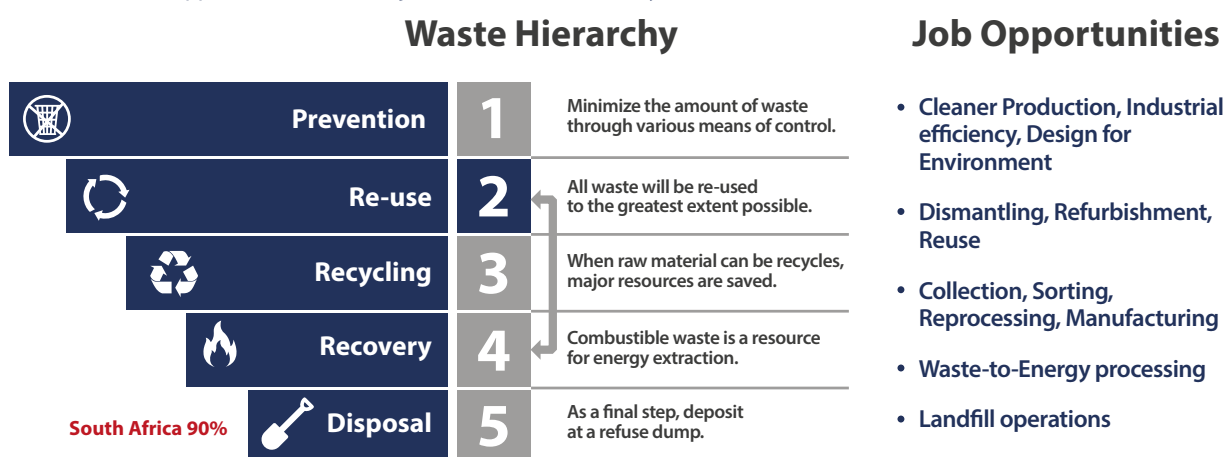 Waste Hierarchy
Job Opportunities
Prevention
1
Minimize the amount of waste
through various means of control.
Re-use
2
All waste will be re-used
to the greatest extent possible.
Recycling
3
When raw material can be recycles,
major resources are saved.
Recovery
4
Combustible waste is a resource
for energy extraction.
South Africa 90%
Disposal
5
As a final step, deposit
at a refuse dump.
• Cleaner Production, Industrial
efficiency, Design for
Environment
• Dismantling, Refurbishment,
Reuse
• Collection, Sorting,
Reprocessing, Manufacturing
• Waste-to-Energy processing
• Landfill operations